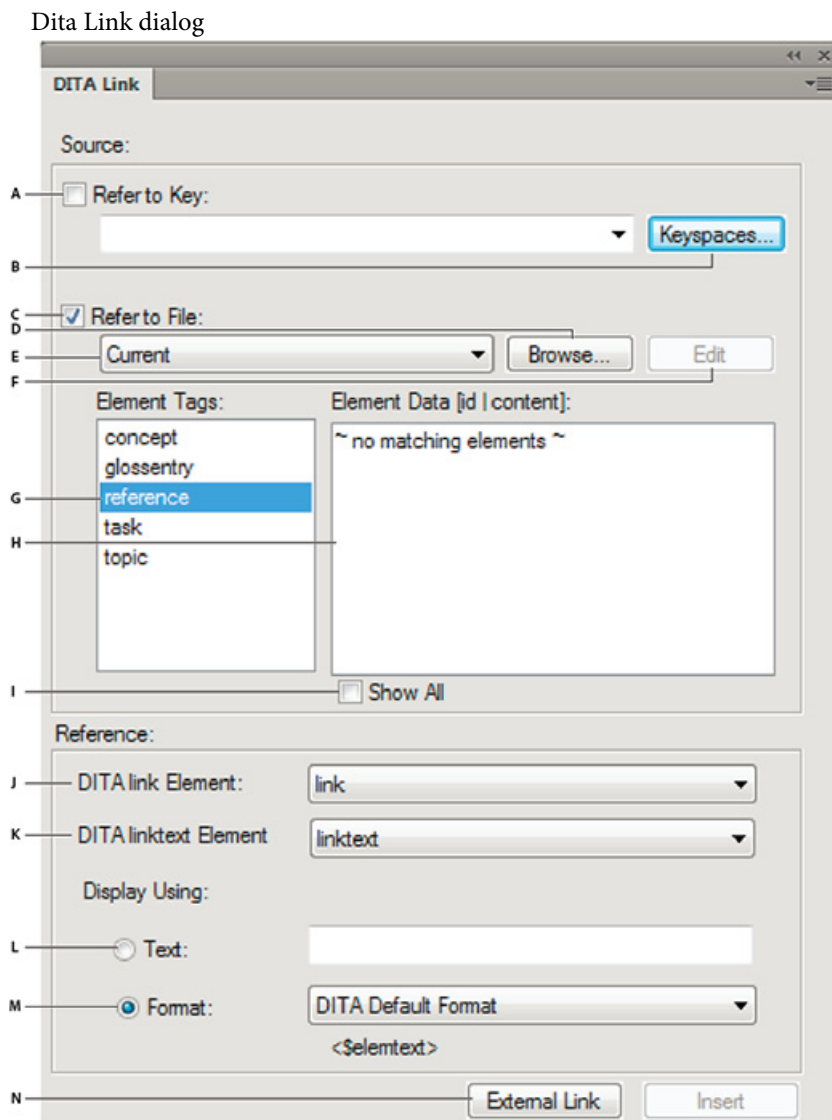 Dita Link dialog
DITA Link
Source:
A Refer to Key:
Keyspaces...
B
C Refer to File:
D
E Current Browse... Edit
F
Element Tags: Element Data [id | content]:
concept ~ no matching elements ~
glossentry
G reference
task
H
topic
I Show All
Reference:
J DITA link Element: link
K DITA linktext Element linktext
Display Using:
L Text:
M Format: DITA Default Format
<$elemtext>
N External Link Insert